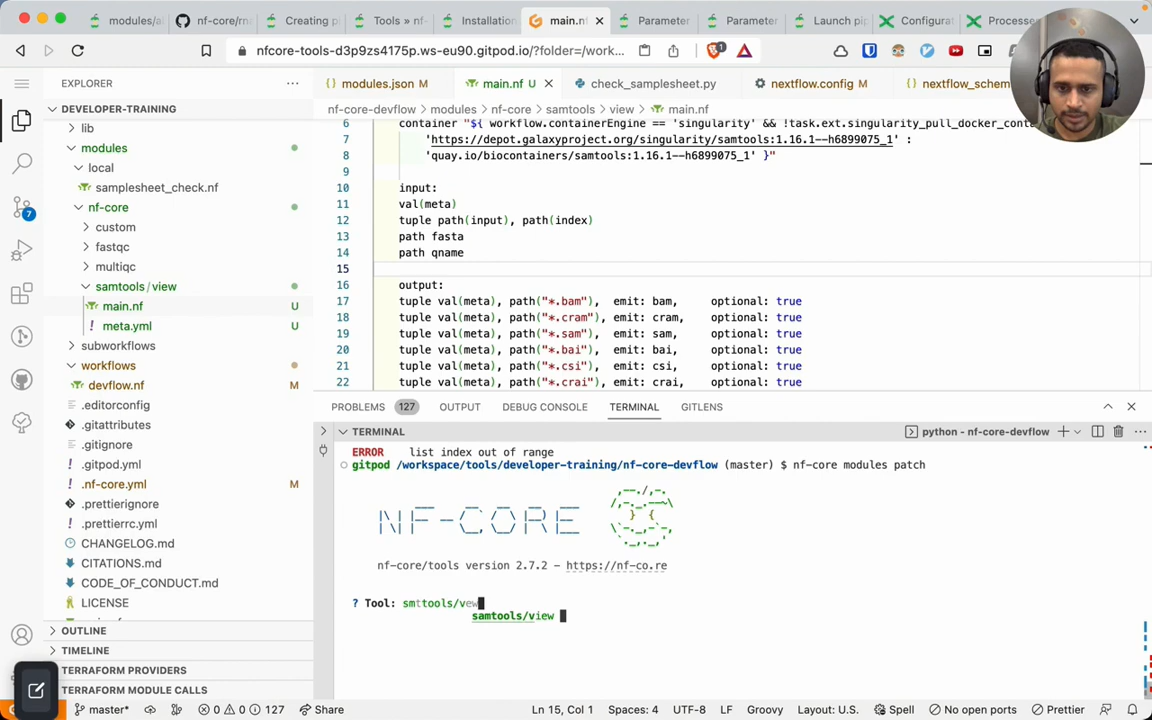 modules/a
nf-core/rn
Creating p
Tools » nf-
Installation
main.nf
Parameter
Parameter
Launch pip
Configurat
Processes
nfcore-tools-d3p9zs4175p.ws-eu90.gitpod.io/?folder=/work...
EXPLORER
DEVELOPER-TRAINING
lib
modules
local
samplesheet_check.nf
nf-core
custom
fastqc
multiqc
samtools/view
main.nf U
meta.yml U
subworkflows
workflows
devflow.nf M
.editorconfig
.gitattributes
.gitignore
.gitpod.yml
.nf-core.yml M
.prettierignore
.prettierrc.yml
CHANGELOG.md
CITATIONS.md
CODE_OF_CONDUCT.md
LICENSE
OUTLINE
TIMELINE
TERRAFORM PROVIDERS
TERRAFORM MODULE CALLS
7
modules.json M
main.nf U
check_samplesheet.py
nextflow.config M
nextflow_schem
nf-core-devflow > modules > nf-core > samtools > view > main.nf
6 container "${ workflow.containerEngine == 'singularity' && !task.ext.singularity_pull_docker_conta
7 'https://depot.galaxyproject.org/singularity/samtools:1.16.1--h6899075_1' :
8 'quay.io/biocontainers/samtools:1.16.1--h6899075_1' }"
9
10 input:
11 val(meta)
12 tuple path(input), path(index)
13 path fasta
14 path qname
15
16 output:
17 tuple val(meta), path("*.bam"), emit: bam, optional: true
18 tuple val(meta), path("*.cram"), emit: cram, optional: true
19 tuple val(meta), path("*.sam"), emit: sam, optional: true
20 tuple val(meta), path("*.bai"), emit: bai, optional: true
21 tuple val(meta), path("*.csi"), emit: csi, optional: true
22 tuple val(meta), path("*.crai"), emit: crai, optional: true
PROBLEMS 127 OUTPUT DEBUG CONSOLE TERMINAL GITLENS
TERMINAL
python - nf-core-devflow
ERROR list index out of range
gitpod /workspace/tools/developer-training/nf-core-devflow (master) $ nf-core modules patch
NF-CORE
nf-core/tools version 2.7.2 - https://nf-co.re
? Tool: smttools/vew
samtools/view
master* 0 0 127 Share
Ln 15, Col 1 Spaces: 4 UTF-8 LF Groovy Layout: U.S. Spell No open ports Prettier